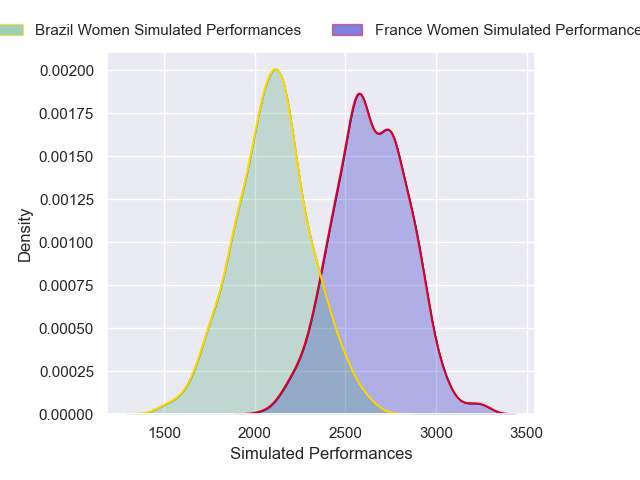 Brazil Women Simulated Performances
France Women Simulated Performance
0.00200
0.00175
0.00150
0.00125
0.00100
0.00075
0.00050
0.00025
0.00000
Density
1500 2000 2500 3000 3500
Simulated Performances